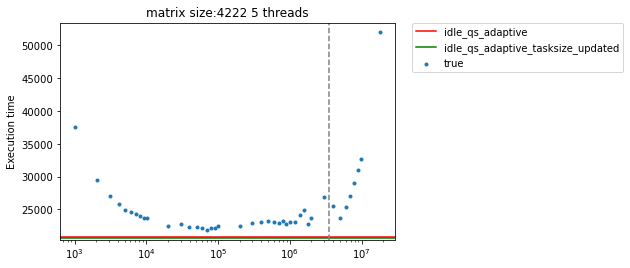 matrix size:4222 5 threads
idle_qs_adaptive
idle_qs_adaptive_tasksize_updated
true
Execution time
50000
45000
40000
35000
30000
25000
10³
10⁴
10⁵
10⁶
10⁷